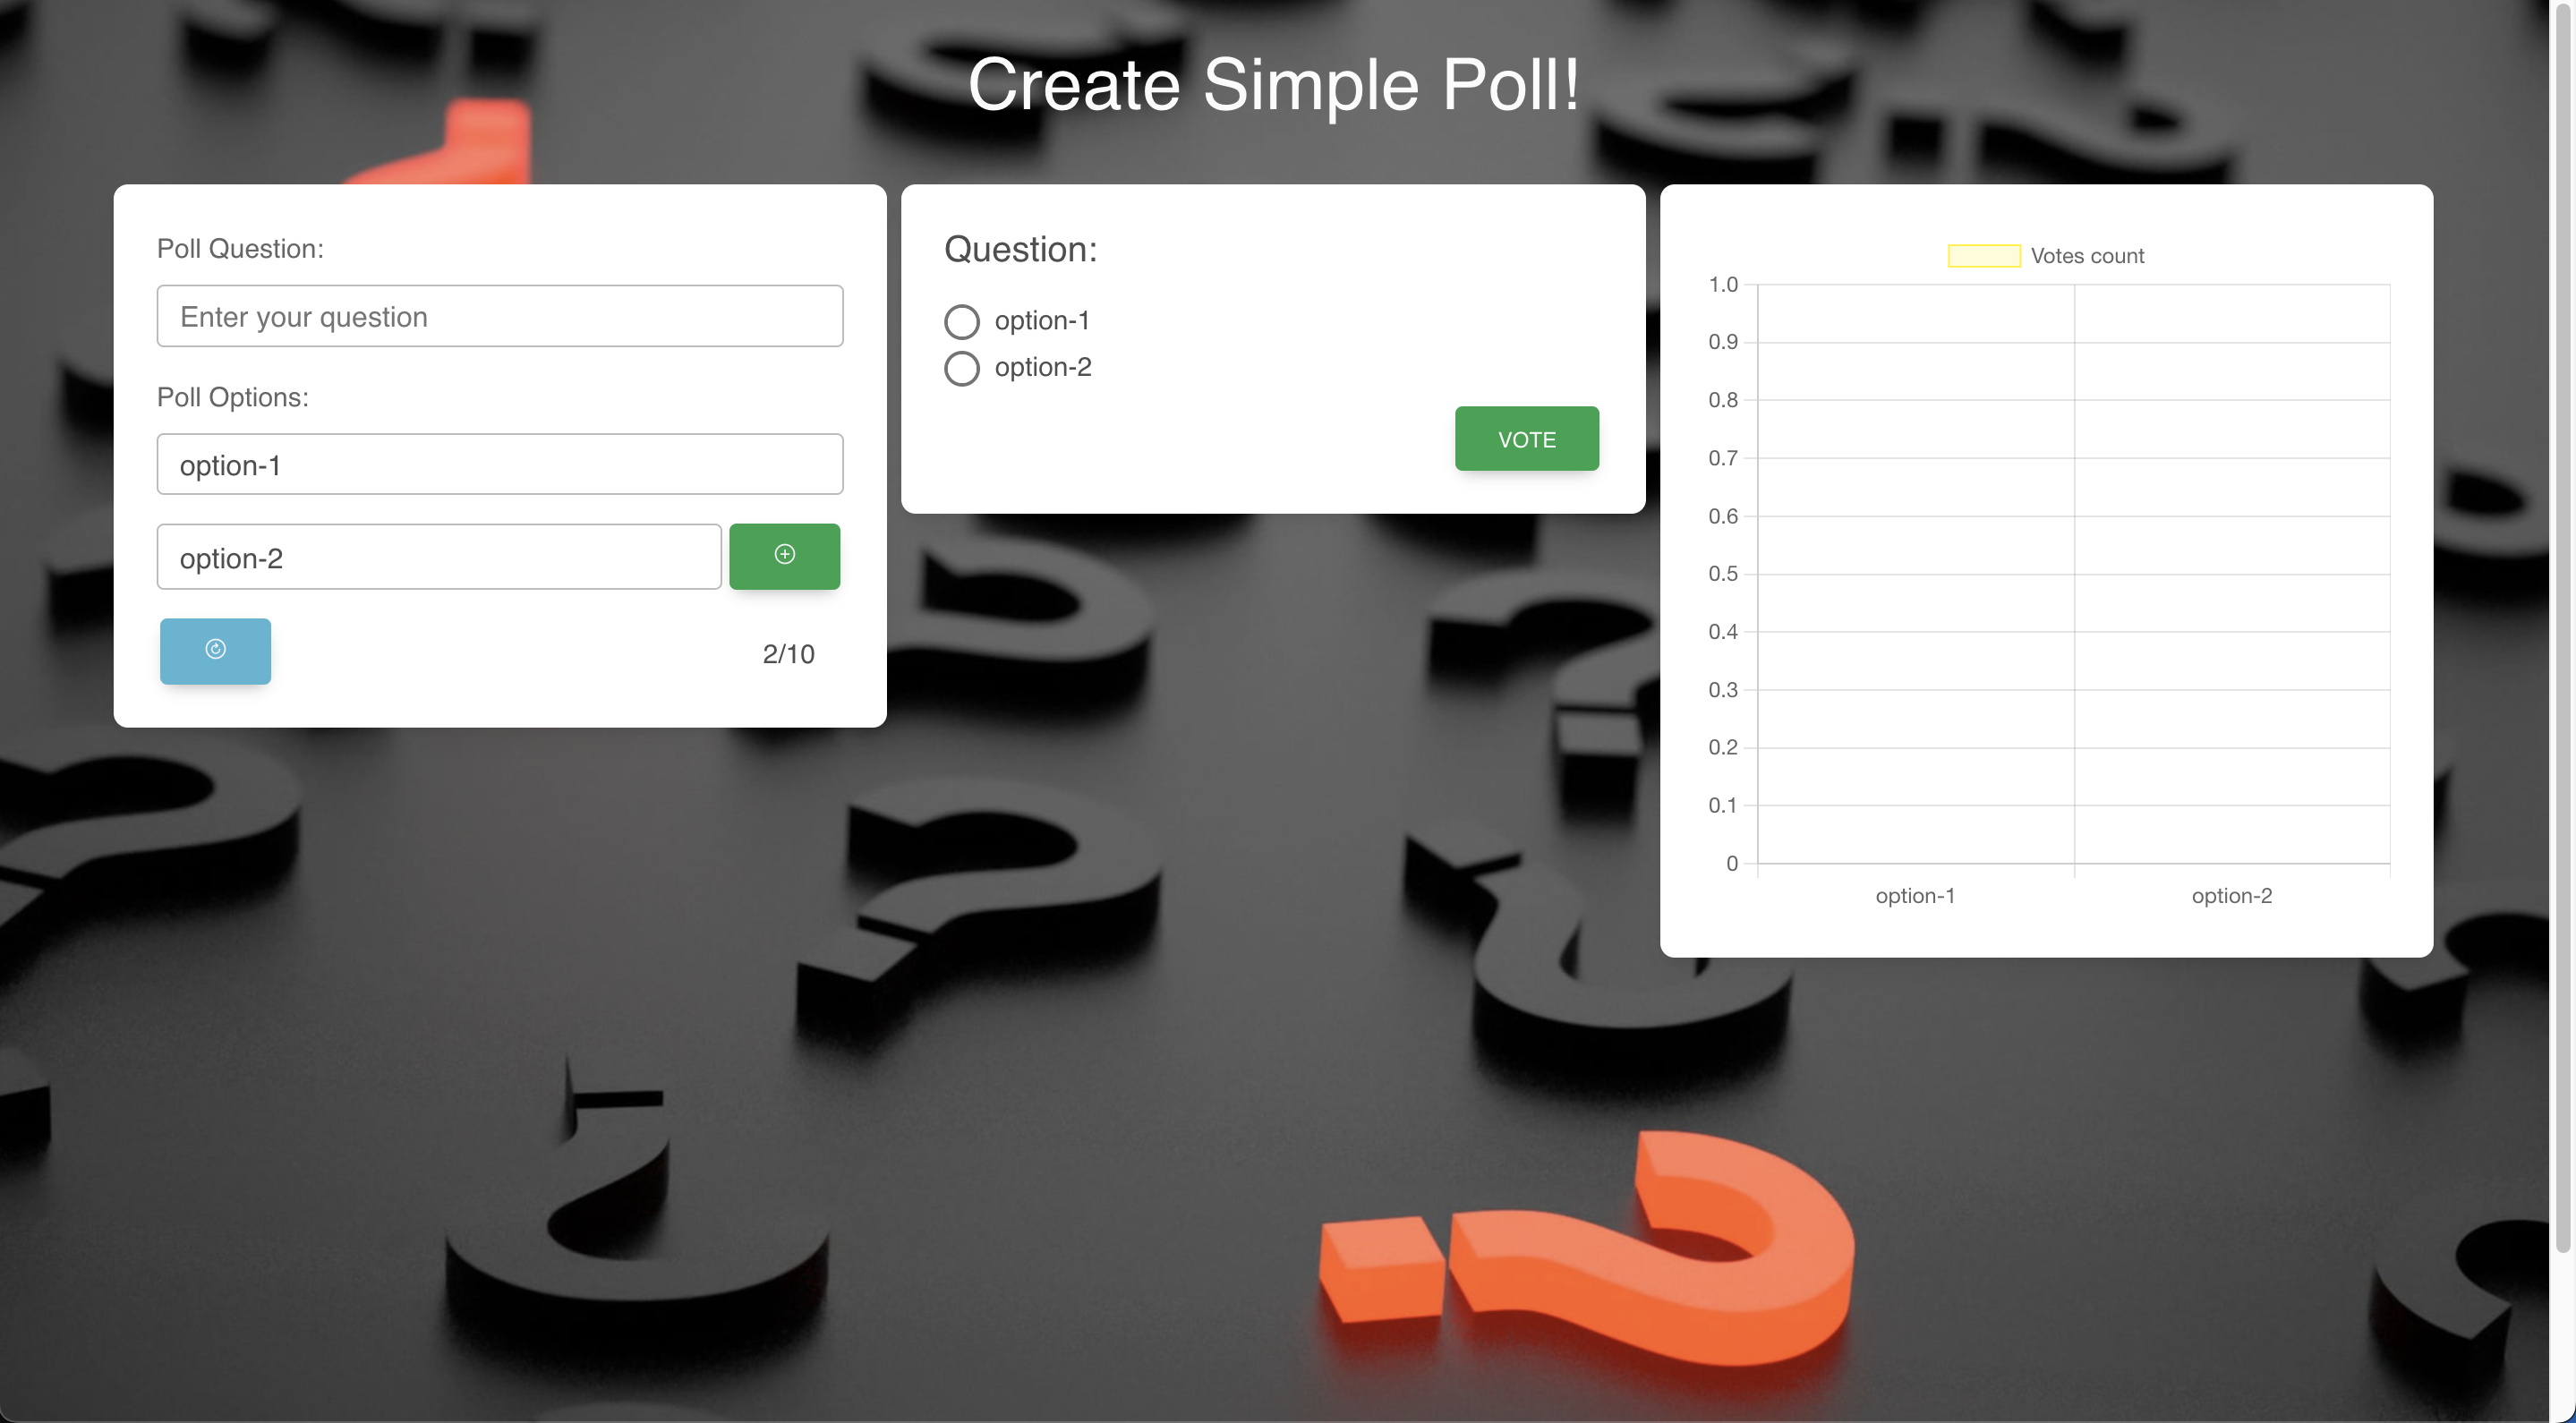 Create Simple Poll!
Poll Question:
Enter your question
Poll Options:
option-1
option-2
2/10
Question:
option-1
option-2
VOTE
Votes count
1.0
0.9
0.8
0.7
0.6
0.5
0.4
0.3
0.2
0.1
0
option-1 option-2